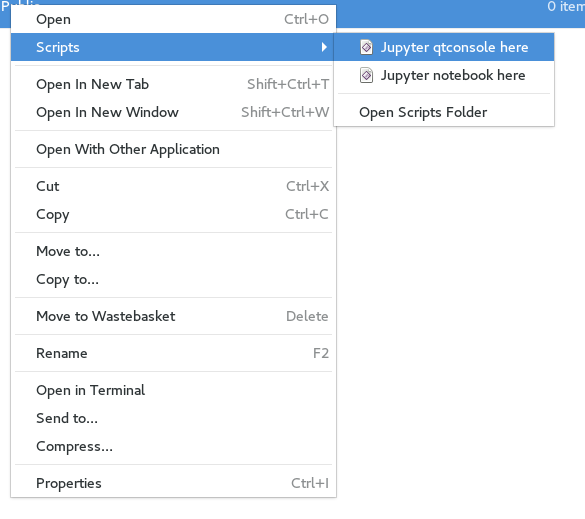 Public
0 item
Open Ctrl+O
Scripts
Jupyter qtconsole here
Jupyter notebook here
Open Scripts Folder
Open In New Tab Shift+Ctrl+T
Open In New Window Shift+Ctrl+W
Open With Other Application
Cut Ctrl+X
Copy Ctrl+C
Move to...
Copy to...
Move to Wastebasket Delete
Rename F2
Open in Terminal
Send to...
Compress...
Properties Ctrl+I